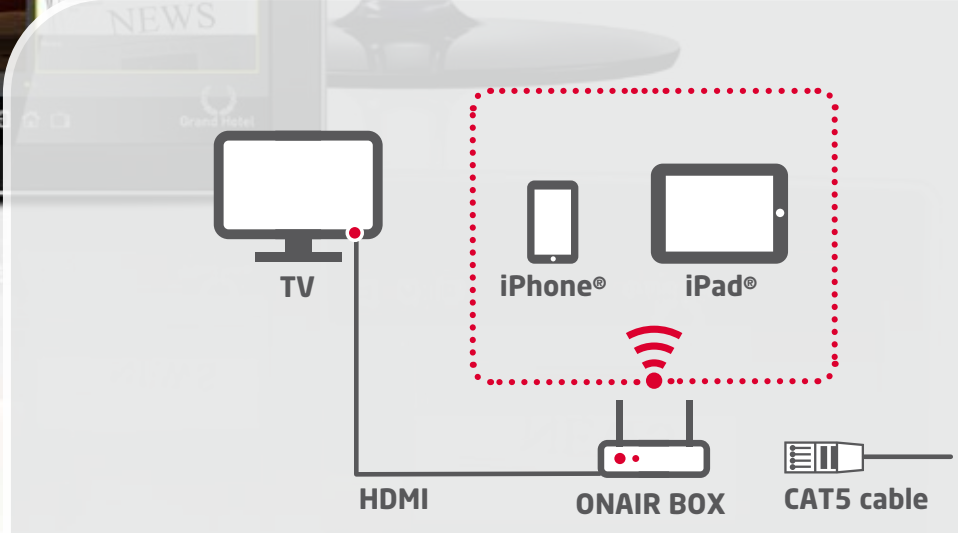 NEWS
Grand Hotel
TV
iPhone®
iPad®
HDMI
ONAIR BOX
CAT5 cable